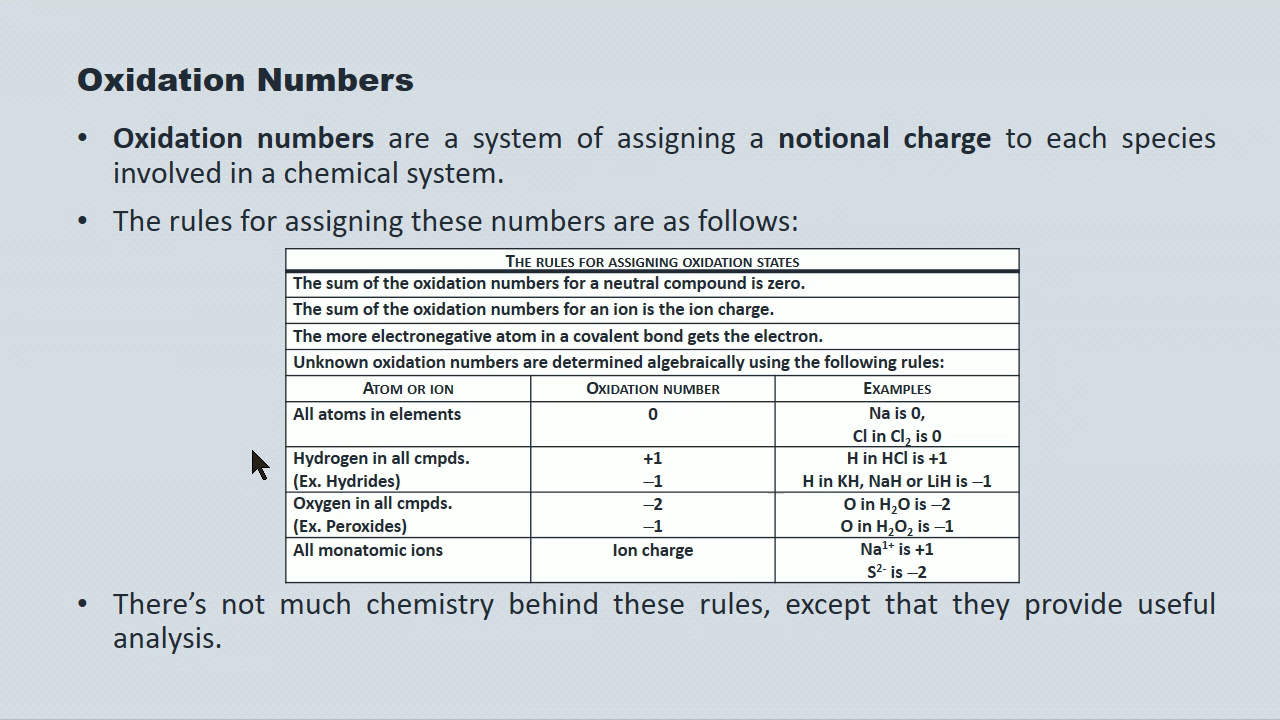 Oxidation Numbers
• Oxidation numbers are a system of assigning a notional charge to each species
involved in a chemical system.
• The rules for assigning these numbers are as follows:
THE RULES FOR ASSIGNING OXIDATION STATES
The sum of the oxidation numbers for a neutral compound is zero.
The sum of the oxidation numbers for an ion is the ion charge.
The more electronegative atom in a covalent bond gets the electron.
Unknown oxidation numbers are determined algebraically using the following rules:
ATOM OR ION OXIDATION NUMBER EXAMPLES
All atoms in elements 0 Na is 0,
Cl in Cl₂ is 0
Hydrogen in all cmpds. +1 H in HCl is +1
(Ex. Hydrides) –1 H in KH, NaH or LiH is –1
Oxygen in all cmpds. –2 O in H₂O is –2
(Ex. Peroxides) –1 O in H₂O₂ is –1
All monatomic ions Ion charge Na¹⁺ is +1
S²⁻ is –2
• There's not much chemistry behind these rules, except that they provide useful
analysis.